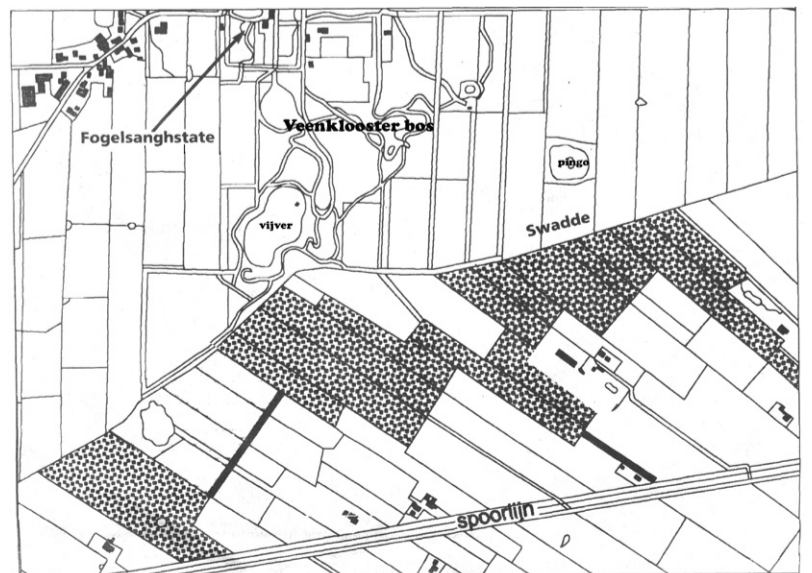 Fogelsanghstate
Veenklooster bos
pingo
vijver
Swadde
spoorlijn